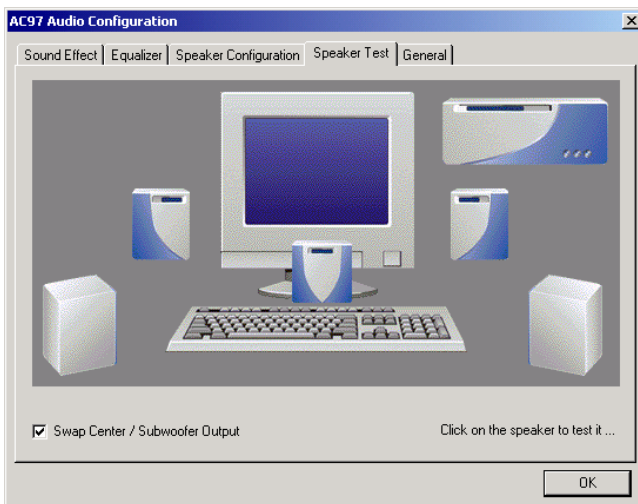 AC97 Audio Configuration
Sound Effect Equalizer Speaker Configuration Speaker Test General
Swap Center / Subwoofer Output
Click on the speaker to test it ...
OK